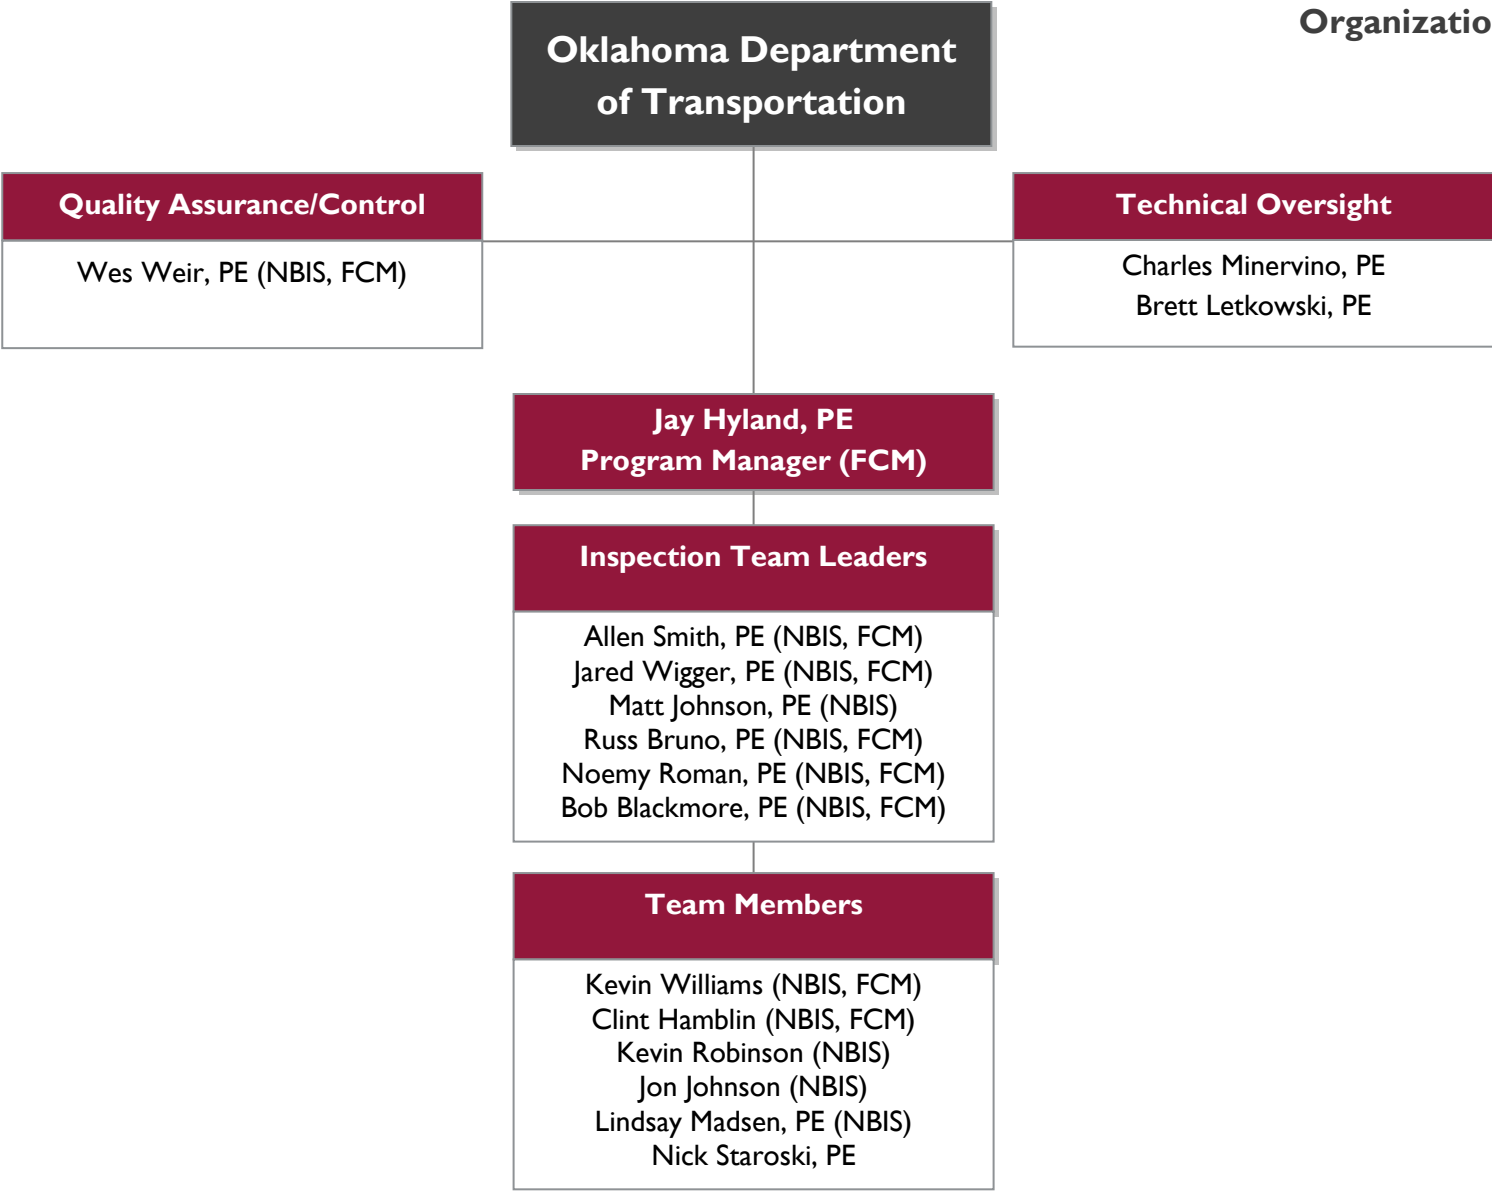 Organizatio
Oklahoma Department
of Transportation
Quality Assurance/Control
Wes Weir, PE (NBIS, FCM)
Technical Oversight
Charles Minervino, PE
Brett Letkowski, PE
Jay Hyland, PE
Program Manager (FCM)
Inspection Team Leaders
Allen Smith, PE (NBIS, FCM)
Jared Wigger, PE (NBIS, FCM)
Matt Johnson, PE (NBIS)
Russ Bruno, PE (NBIS, FCM)
Noemy Roman, PE (NBIS, FCM)
Bob Blackmore, PE (NBIS, FCM)
Team Members
Kevin Williams (NBIS, FCM)
Clint Hamblin (NBIS, FCM)
Kevin Robinson (NBIS)
Jon Johnson (NBIS)
Lindsay Madsen, PE (NBIS)
Nick Staroski, PE